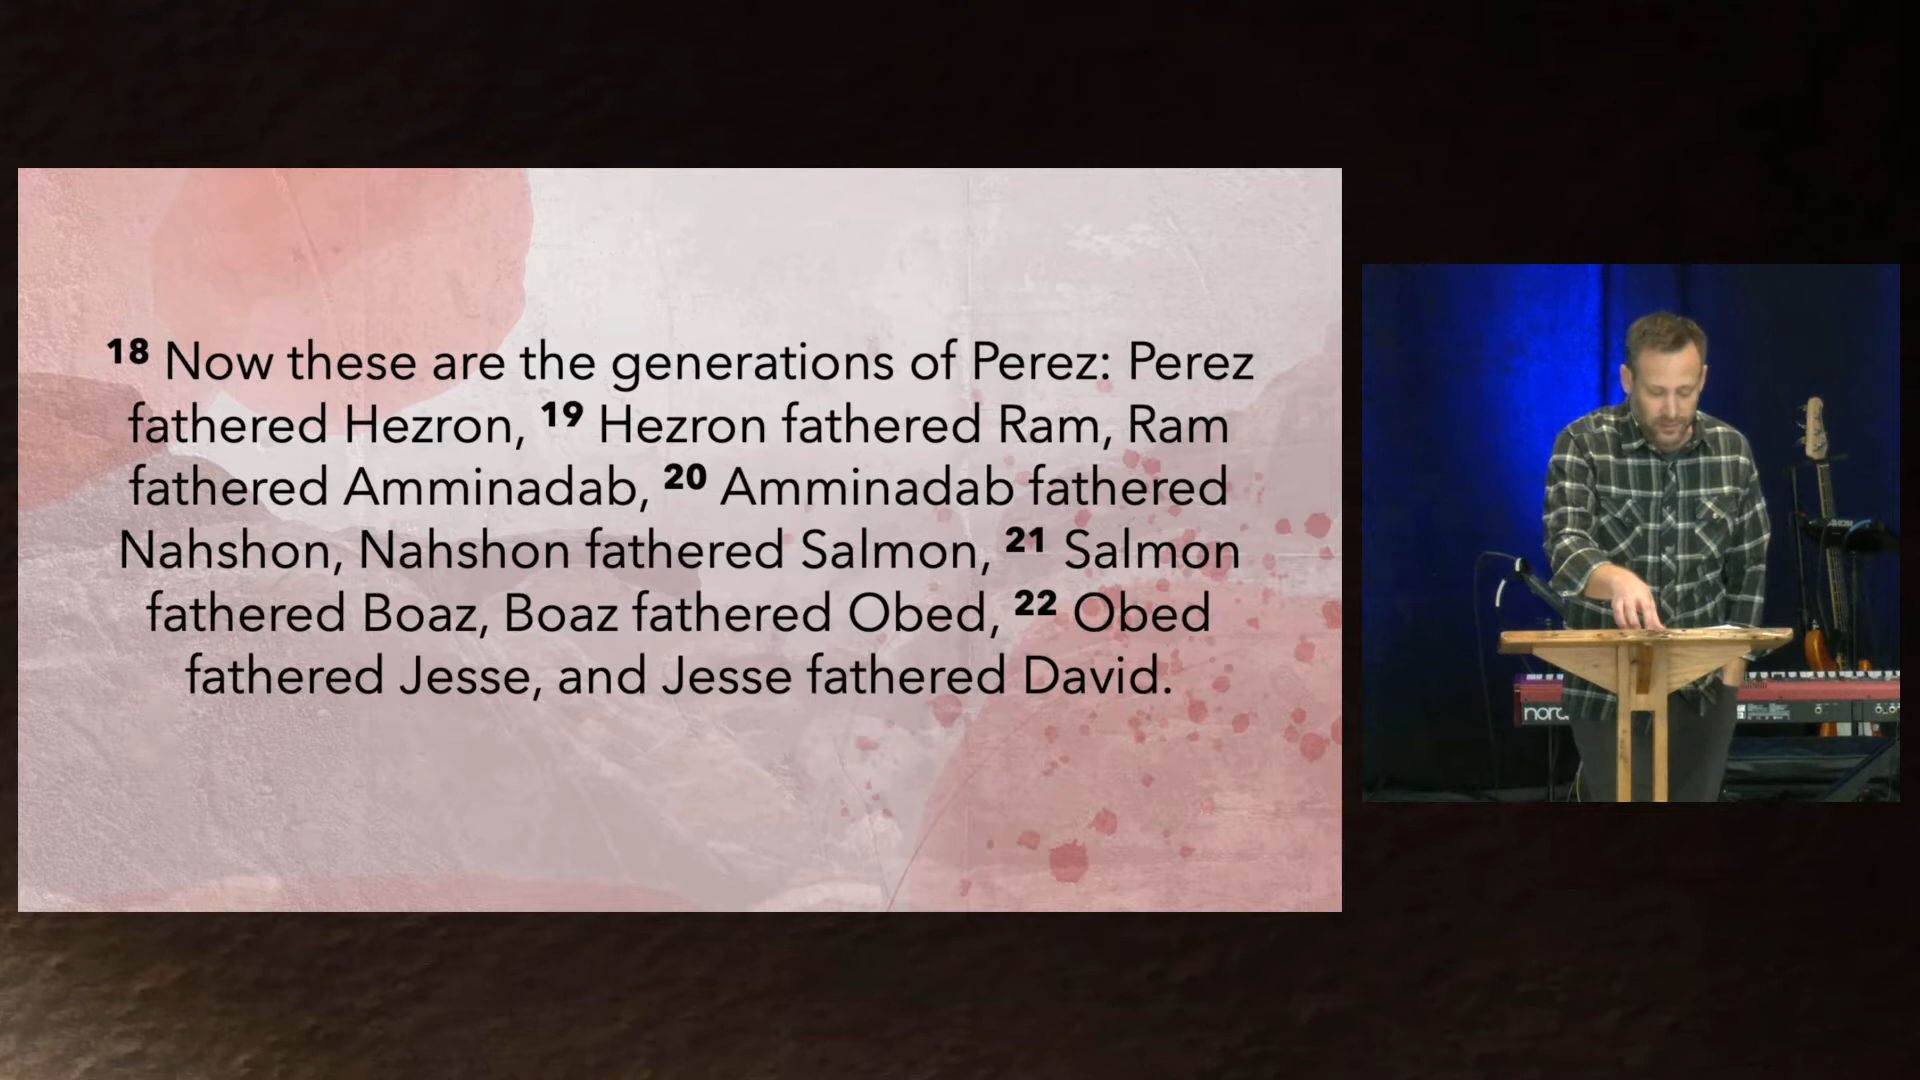 18 Now these are the generations of Perez: Perez
fathered Hezron, 19 Hezron fathered Ram, Ram
fathered Amminadab, 20 Amminadab fathered
Nahshon, Nahshon fathered Salmon, 21 Salmon
fathered Boaz, Boaz fathered Obed, 22 Obed
fathered Jesse, and Jesse fathered David.
nord